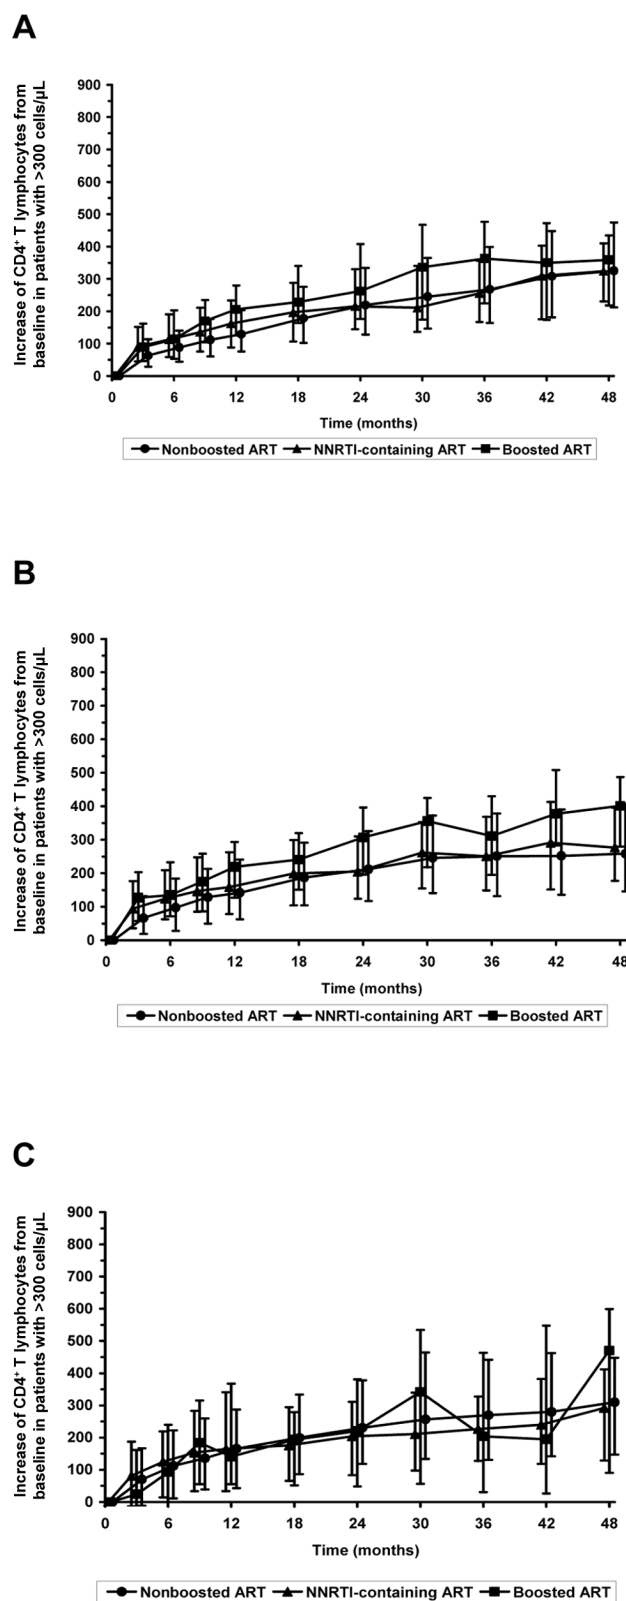 A
Increase of CD4⁺ T lymphocytes from
baseline in patients with >300 cells/µL
900
800
700
600
500
400
300
200
100
0
0 6 12 18 24 30 36 42 48
Time (months)
Nonboosted ART NNRTI-containing ART Boosted ART
B
Increase of CD4⁺ T lymphocytes from
baseline in patients with >300 cells/µL
900
800
700
600
500
400
300
200
100
0
0 6 12 18 24 30 36 42 48
Time (months)
Nonboosted ART NNRTI-containing ART Boosted ART
C
Increase of CD4⁺ T lymphocytes from
baseline in patients with >300 cells/µL
900
800
700
600
500
400
300
200
100
0
0 6 12 18 24 30 36 42 48
Time (months)
Nonboosted ART NNRTI-containing ART Boosted ART